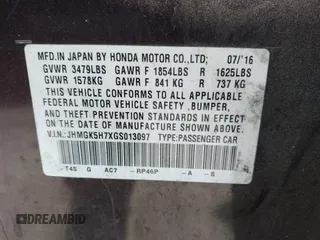 MFD. IN JAPAN BY HONDA MOTOR CO.,LTD; 07/'16
GVWR 3479LBS GAWR F 1854LBS R 1625LBS
GVWR 1578KG GAWR F 841 KG R 737 KG
THIS VEHICLE CONFORMS TO ALL APPLICABLE
FEDERAL MOTOR VEHICLE SAFETY, BUMPER,
AND THEFT PREVENTION STANDARDS IN
EFFECT ON THE DATE OF MANUFACTURE
SHOWN ABOVE.
V.I.N.: JHMGK5H7XGS013097 TYPE: PASSENGER CAR
T4S G AC7 -RP46P -A -S
DREAMBID